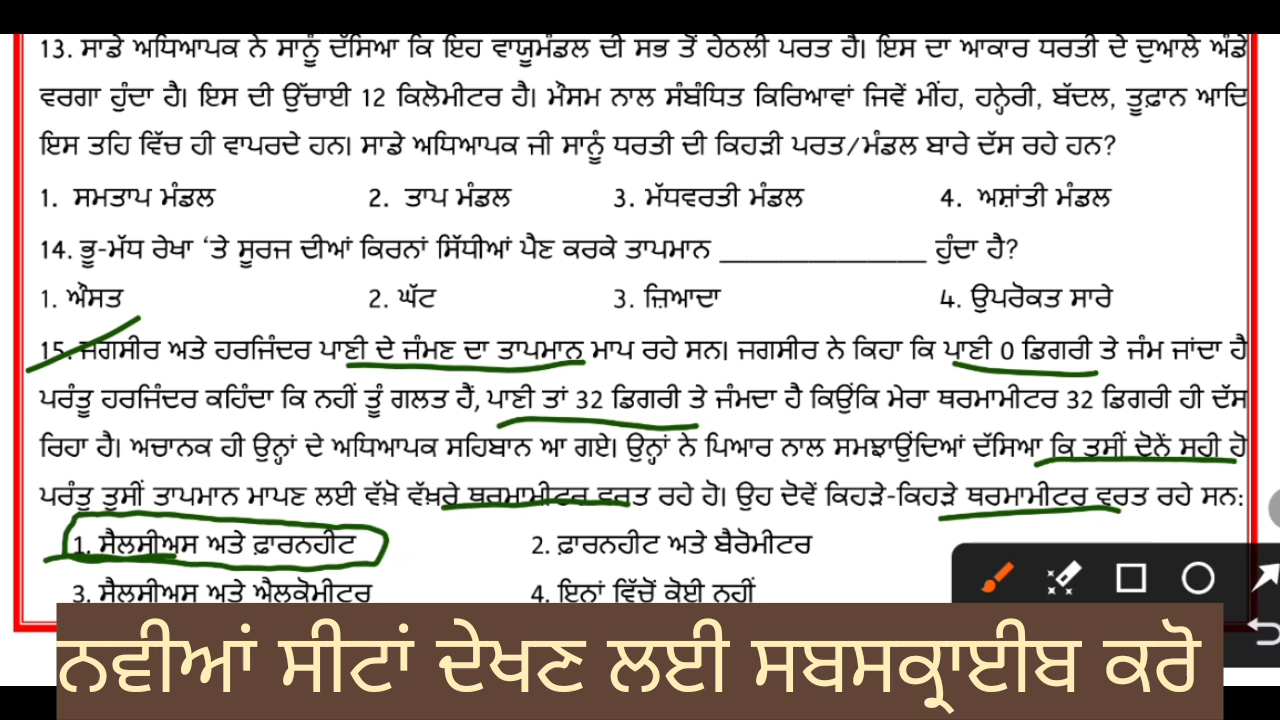 13. ਸਾਡੇ ਅਧਿਆਪਕ ਨੇ ਸਾਨੂੰ ਦੱਸਿਆ ਕਿ ਇਹ ਵਾਯੂਮੰਡਲ ਦੀ ਸਭ ਤੋਂ ਹੇਠਲੀ ਪਰਤ ਹੈ। ਇਸ ਦਾ ਆਕਾਰ ਧਰਤੀ ਦੇ ਦੁਆਲੇ ਅੰਡੇ
ਵਰਗਾ ਹੁੰਦਾ ਹੈ। ਇਸ ਦੀ ਉੱਚਾਈ 12 ਕਿਲੋਮੀਟਰ ਹੈ। ਮੌਸਮ ਨਾਲ ਸੰਬੰਧਿਤ ਕਿਰਿਆਵਾਂ ਜਿਵੇਂ ਮੀਂਹ, ਹਨ੍ਹੇਰੀ, ਬੱਦਲ, ਤੂਫ਼ਾਨ ਆਦਿ
ਇਸ ਤਹਿ ਵਿੱਚ ਹੀ ਵਾਪਰਦੇ ਹਨ। ਸਾਡੇ ਅਧਿਆਪਕ ਜੀ ਸਾਨੂੰ ਧਰਤੀ ਦੀ ਕਿਹੜੀ ਪਰਤ/ਮੰਡਲ ਬਾਰੇ ਦੱਸ ਰਹੇ ਹਨ?
1. ਸਮਤਾਪ ਮੰਡਲ 2. ਤਾਪ ਮੰਡਲ 3. ਮੱਧਵਰਤੀ ਮੰਡਲ 4. ਅਸ਼ਾਂਤੀ ਮੰਡਲ
14. ਭੂ-ਮੱਧ ਰੇਖਾ ‘ਤੇ ਸੂਰਜ ਦੀਆਂ ਕਿਰਨਾਂ ਸਿੱਧੀਆਂ ਪੈਣ ਕਰਕੇ ਤਾਪਮਾਨ ________________ ਹੁੰਦਾ ਹੈ?
1. ਔਸਤ 2. ਘੱਟ 3. ਜ਼ਿਆਦਾ 4. ਉਪਰੋਕਤ ਸਾਰੇ
15. ਜਗਸੀਰ ਅਤੇ ਹਰਜਿੰਦਰ ਪਾਣੀ ਦੇ ਜੰਮਣ ਦਾ ਤਾਪਮਾਨ ਮਾਪ ਰਹੇ ਸਨ। ਜਗਸੀਰ ਨੇ ਕਿਹਾ ਕਿ ਪਾਣੀ 0 ਡਿਗਰੀ ਤੇ ਜੰਮ ਜਾਂਦਾ ਹੈ
ਪਰੰਤੂ ਹਰਜਿੰਦਰ ਕਹਿੰਦਾ ਕਿ ਨਹੀਂ ਤੂੰ ਗਲਤ ਹੈਂ, ਪਾਣੀ ਤਾਂ 32 ਡਿਗਰੀ ਤੇ ਜੰਮਦਾ ਹੈ ਕਿਉਂਕਿ ਮੇਰਾ ਥਰਮਾਮੀਟਰ 32 ਡਿਗਰੀ ਹੀ ਦੱਸ
ਰਿਹਾ ਹੈ। ਅਚਾਨਕ ਹੀ ਉਨ੍ਹਾਂ ਦੇ ਅਧਿਆਪਕ ਸਹਿਬਾਨ ਆ ਗਏ। ਉਨ੍ਹਾਂ ਨੇ ਪਿਆਰ ਨਾਲ ਸਮਝਾਉਂਦਿਆਂ ਦੱਸਿਆ ਕਿ ਤੁਸੀਂ ਦੋਨੋਂ ਸਹੀ ਹੋ
ਪਰੰਤੂ ਤੁਸੀਂ ਤਾਪਮਾਨ ਮਾਪਣ ਲਈ ਵੱਖ਼ੋ ਵੱਖ਼ਰੇ ਥਰਮਾਮੀਟਰ ਵਰਤ ਰਹੇ ਹੋ। ਉਹ ਦੋਵੇਂ ਕਿਹੜੇ-ਕਿਹੜੇ ਥਰਮਾਮੀਟਰ ਵਰਤ ਰਹੇ ਸਨ:
1. ਸੈਲਸੀਅਸ ਅਤੇ ਫ਼ਾਰਨਹੀਟ 2. ਫ਼ਾਰਨਹੀਟ ਅਤੇ ਬੈਰੋਮੀਟਰ
3. ਸੈਲਸੀਅਸ ਅਤੇ ਐਲਕੋਮੀਟਰ 4. ਇਨਾਂ ਵਿੱਚੋਂ ਕੋਈ ਨਹੀਂ
ਨਵੀਆਂ ਸੀਟਾਂ ਦੇਖਣ ਲਈ ਸਬਸਕ੍ਰਾਈਬ ਕਰੋ